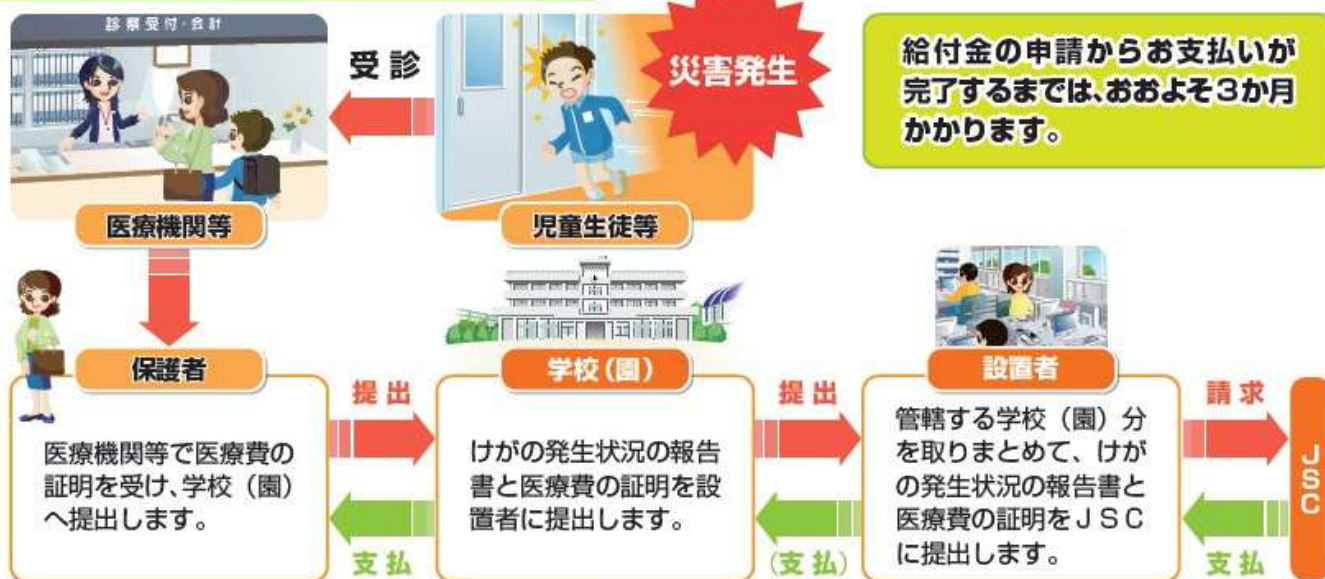 診察受付・会計
受診
災害発生
給付金の申請からお支払いが
完了するまでは、おおよそ3か月
かかります。
医療機関等
児童生徒等
保護者
医療機関等で医療費の
証明を受け、学校（園）
へ提出します。
提出
支払
学校（園）
けがの発生状況の報告
書と医療費の証明を設
置者に提出します。
提出
（支払）
設置者
管轄する学校（園）分
を取りまとめて、けが
の発生状況の報告書と
医療費の証明をＪＳＣ
に提出します。
請求
支払
JSC